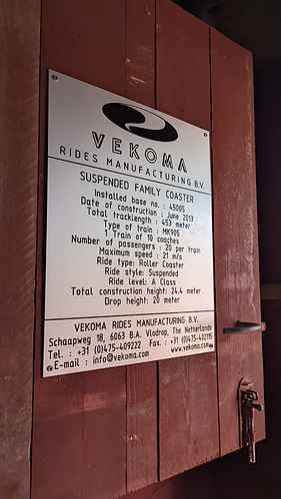 VEKOMA
RIDES MANUFACTURING B.V.
SUSPENDED FAMILY COASTER
Installed base no. : 45005
Date of construction : June 2013
Total tracklength : 453 meter
Type of train : MK905
1 Train of 10 coaches
Number of passengers : 20 per train
Maximum speed : 21 m/s
Ride type: Roller Coaster
Ride style: Suspended
Ride level: A Class
Total construction height: 24.4 meter
Drop height: 20 meter
VEKOMA RIDES MANUFACTURING B.V.
Schaapweg 18, 6063 B.A. Vlodrop, The Netherlands
Tel. : +31 (0)475-409222 Fax. : +31 (0)475-402115
E-mail : info@vekoma.com www.vekoma.com